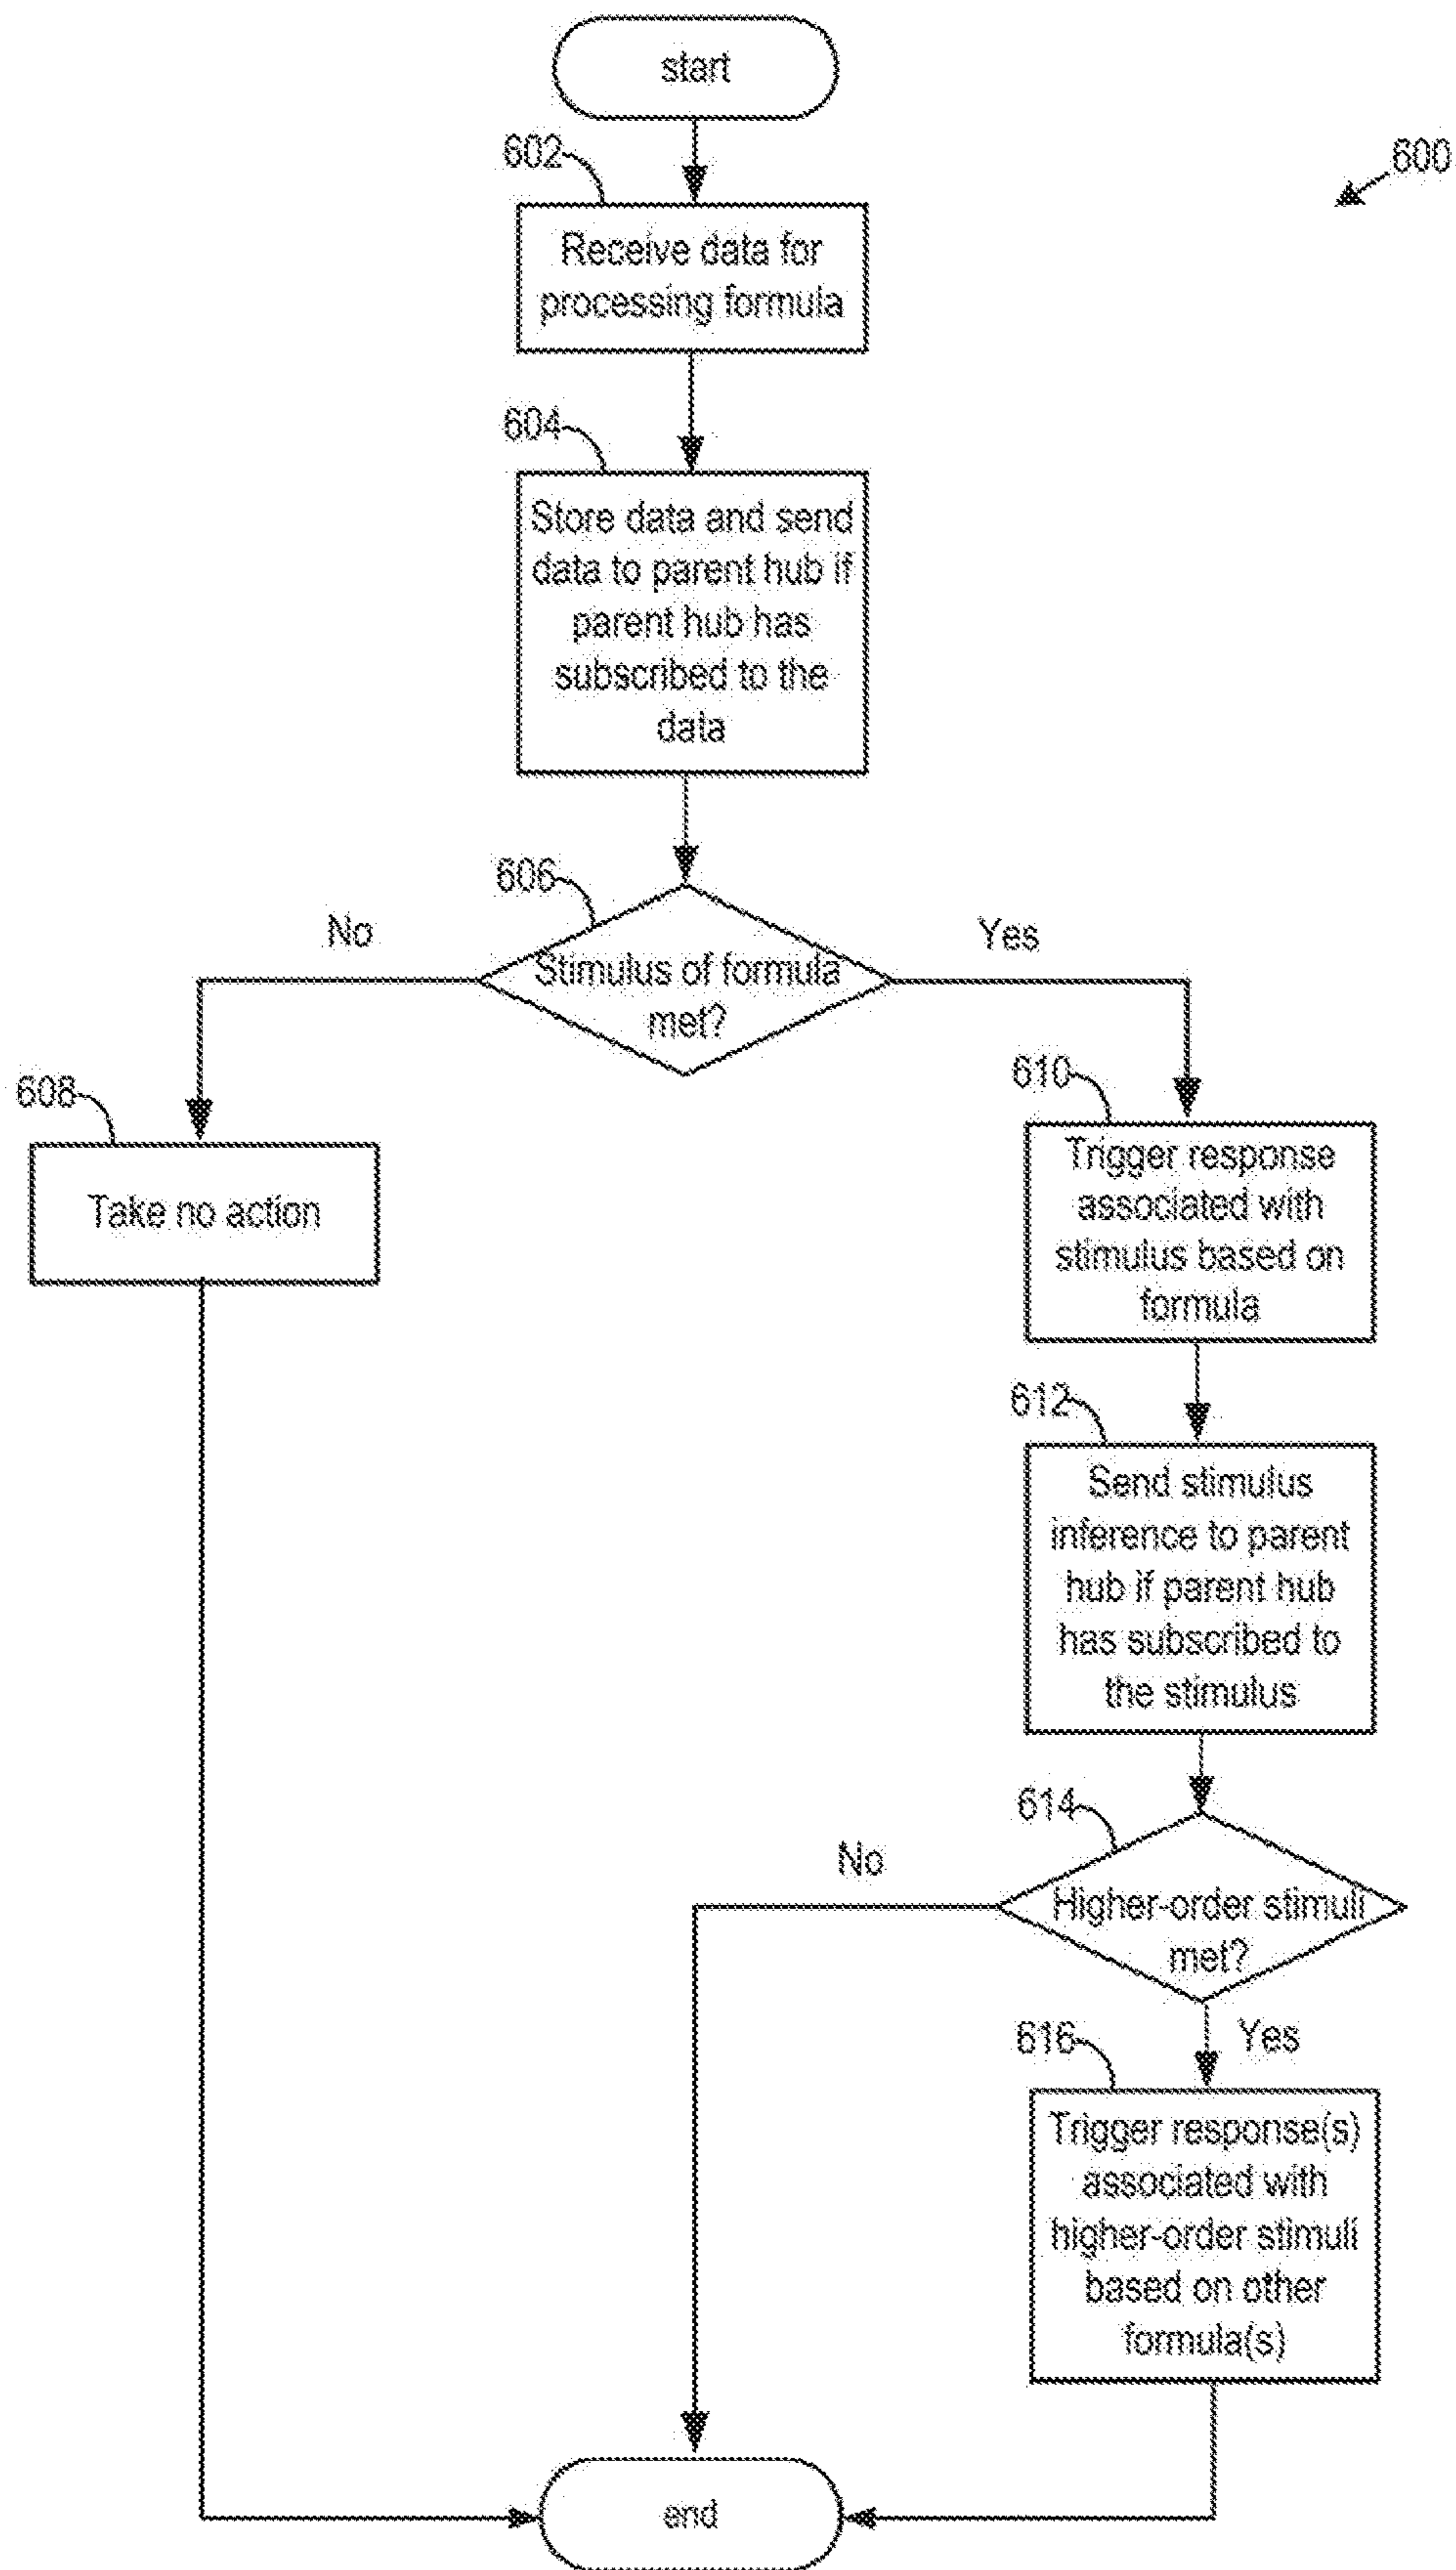 start
602
600
Receive data for
processing formula
604
Store data and send
data to parent hub if
parent hub has
subscribed to the
data
606
No
Yes
Stimulus of formula
met?
608
Take no action
610
Trigger response
associated with
stimulus based on
formula
612
Send stimulus
inference to parent
hub if parent hub
has subscribed to
the stimulus
614
No
Higher-order stimuli
met?
616
Yes
Trigger response(s)
associated with
higher-order stimuli
based on other
formula(s)
end